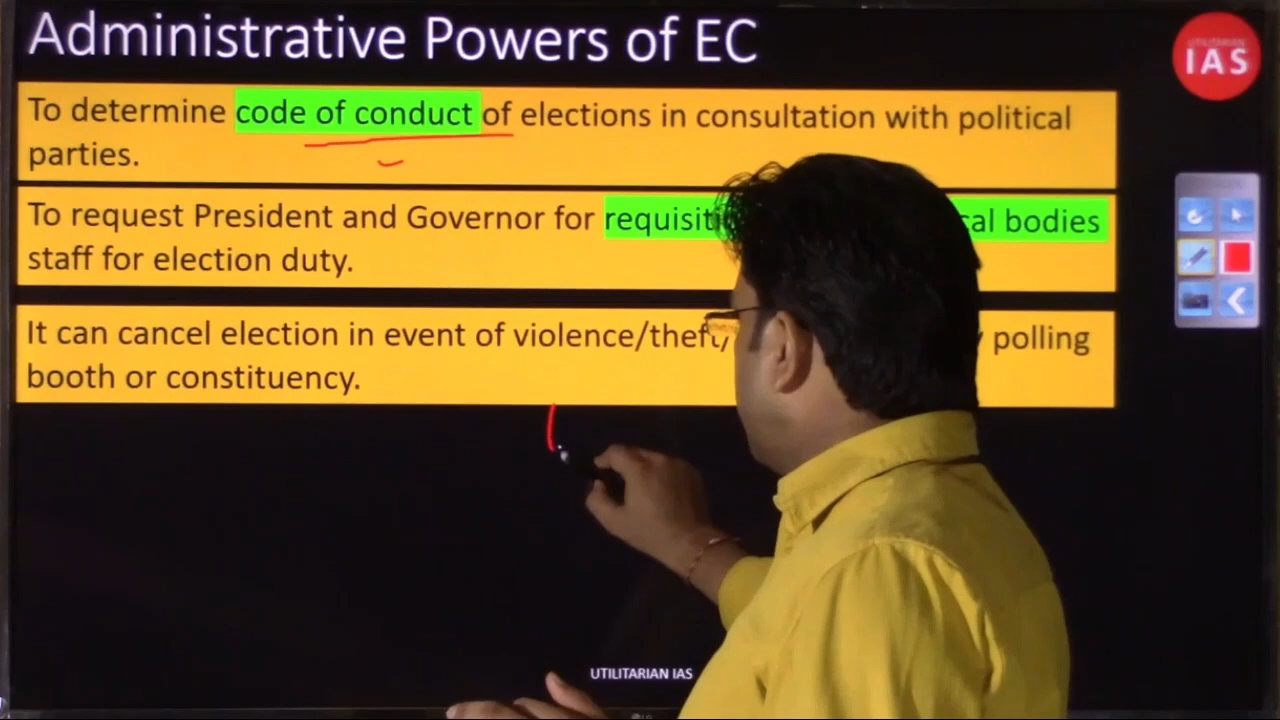 Administrative Powers of EC
UTILITARIAN
IAS
To determine code of conduct of elections in consultation with political
parties.
To request President and Governor for cal bodies
staff for election duty.
It can cancel election in event of violence/theft/ polling
booth or constituency.
UTILITARIAN IAS